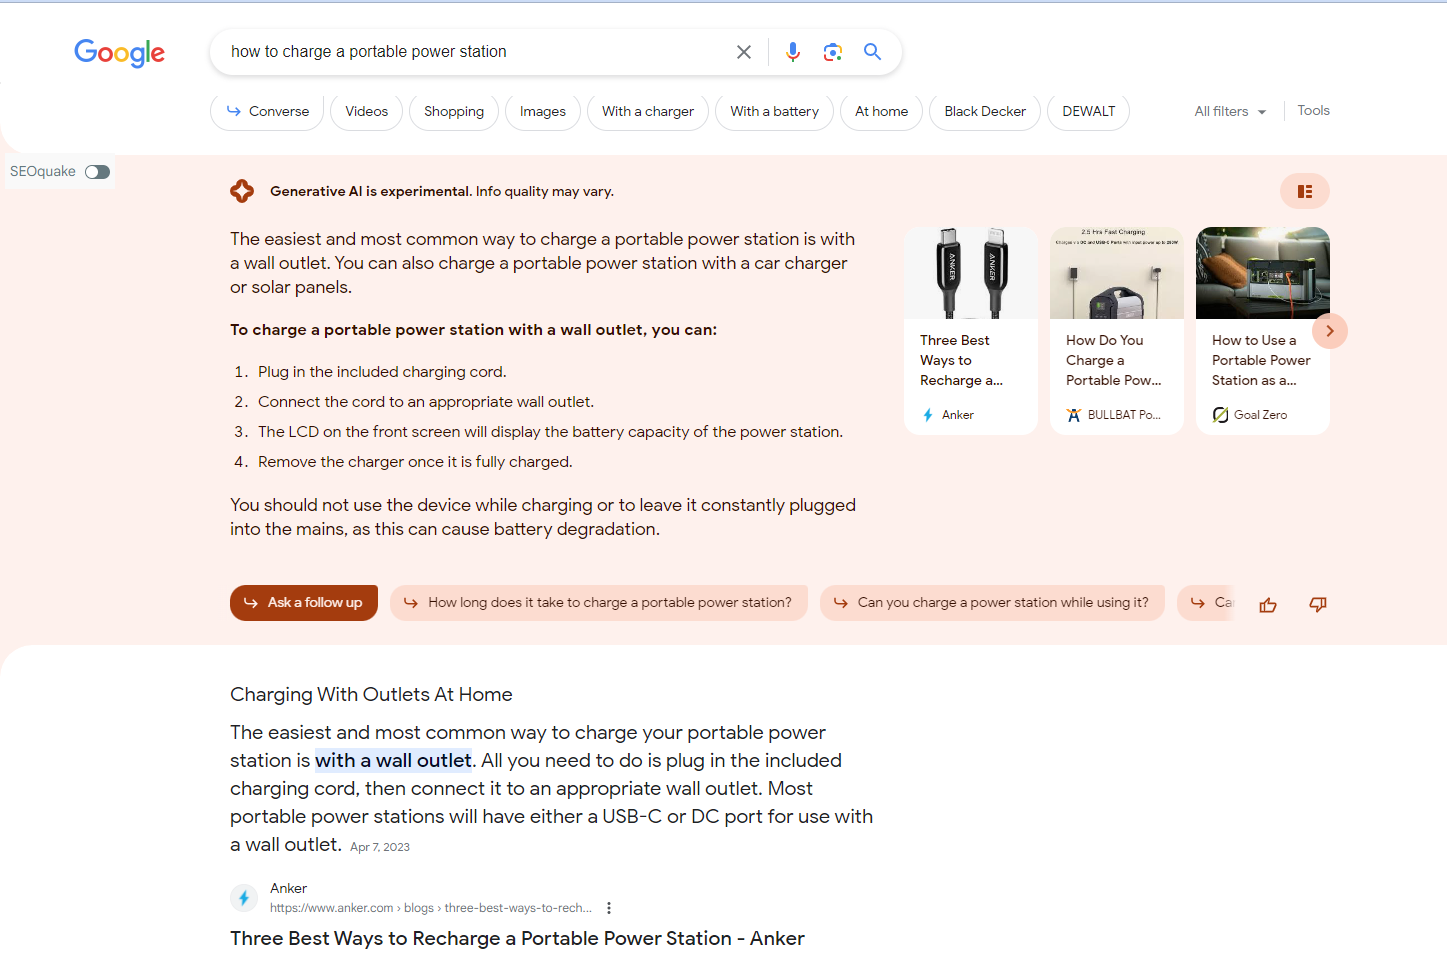 Google
how to charge a portable power station
Converse
Videos
Shopping
Images
With a charger
With a battery
At home
Black Decker
DEWALT
All filters
Tools
SEOquake
Generative AI is experimental. Info quality may vary.
The easiest and most common way to charge a portable power station is with
a wall outlet. You can also charge a portable power station with a car charger
or solar panels.
To charge a portable power station with a wall outlet, you can:
1. Plug in the included charging cord.
2. Connect the cord to an appropriate wall outlet.
3. The LCD on the front screen will display the battery capacity of the power station.
4. Remove the charger once it is fully charged.
You should not use the device while charging or to leave it constantly plugged
into the mains, as this can cause battery degradation.
ANKER
ANKER
Three Best
Ways to
Recharge a...
Anker
2.5 Hrs Fast Charging
How Do You
Charge a
Portable Pow...
BULLBAT Po...
How to Use a
Portable Power
Station as a...
Goal Zero
Ask a follow up
How long does it take to charge a portable power station?
Can you charge a power station while using it?
Ca
Charging With Outlets At Home
The easiest and most common way to charge your portable power
station is with a wall outlet. All you need to do is plug in the included
charging cord, then connect it to an appropriate wall outlet. Most
portable power stations will have either a USB-C or DC port for use with
a wall outlet. Apr 7, 2023
Anker
https://www.anker.com › blogs › three-best-ways-to-rech...
Three Best Ways to Recharge a Portable Power Station - Anker